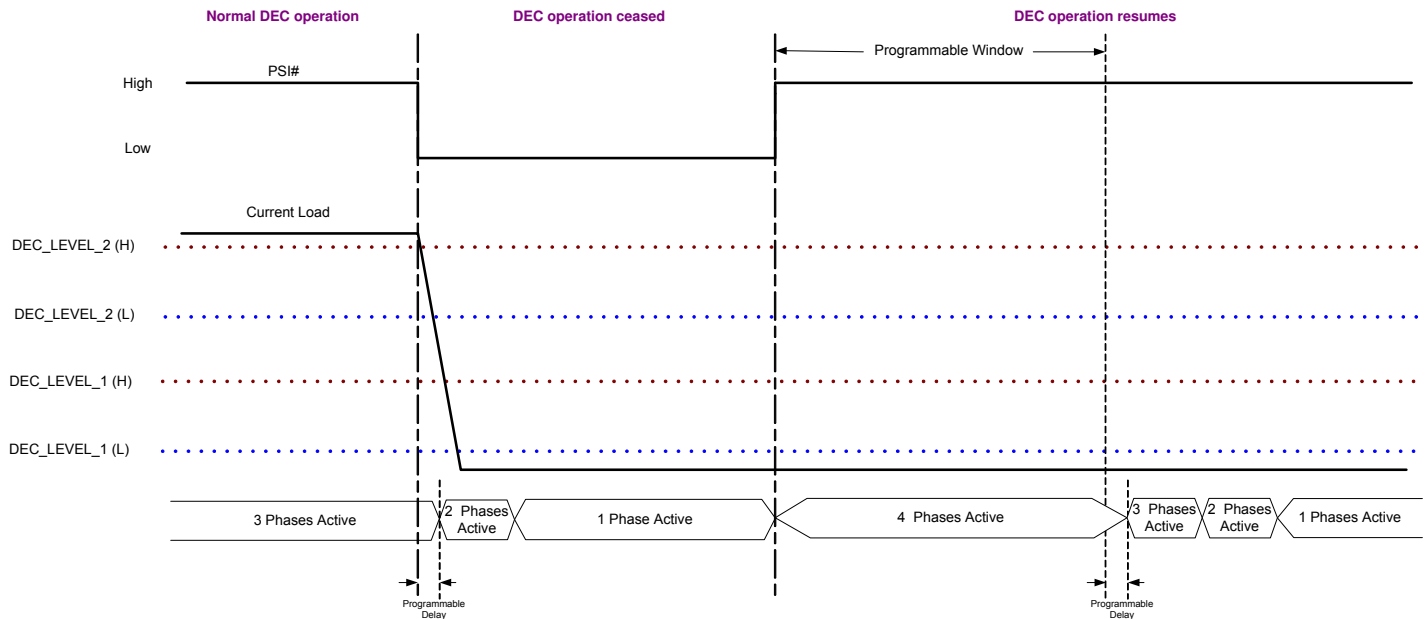 Normal DEC operation
DEC operation ceased
DEC operation resumes
Programmable Window
PSI#
High
Low
Current Load
DEC_LEVEL_2 (H)
DEC_LEVEL_2 (L)
DEC_LEVEL_1 (H)
DEC_LEVEL_1 (L)
3 Phases Active
2 Phases
Active
1 Phase Active
4 Phases Active
3 Phases
Active
2 Phases
Active
1 Phases Active
Programmable
Delay
Programmable
Delay